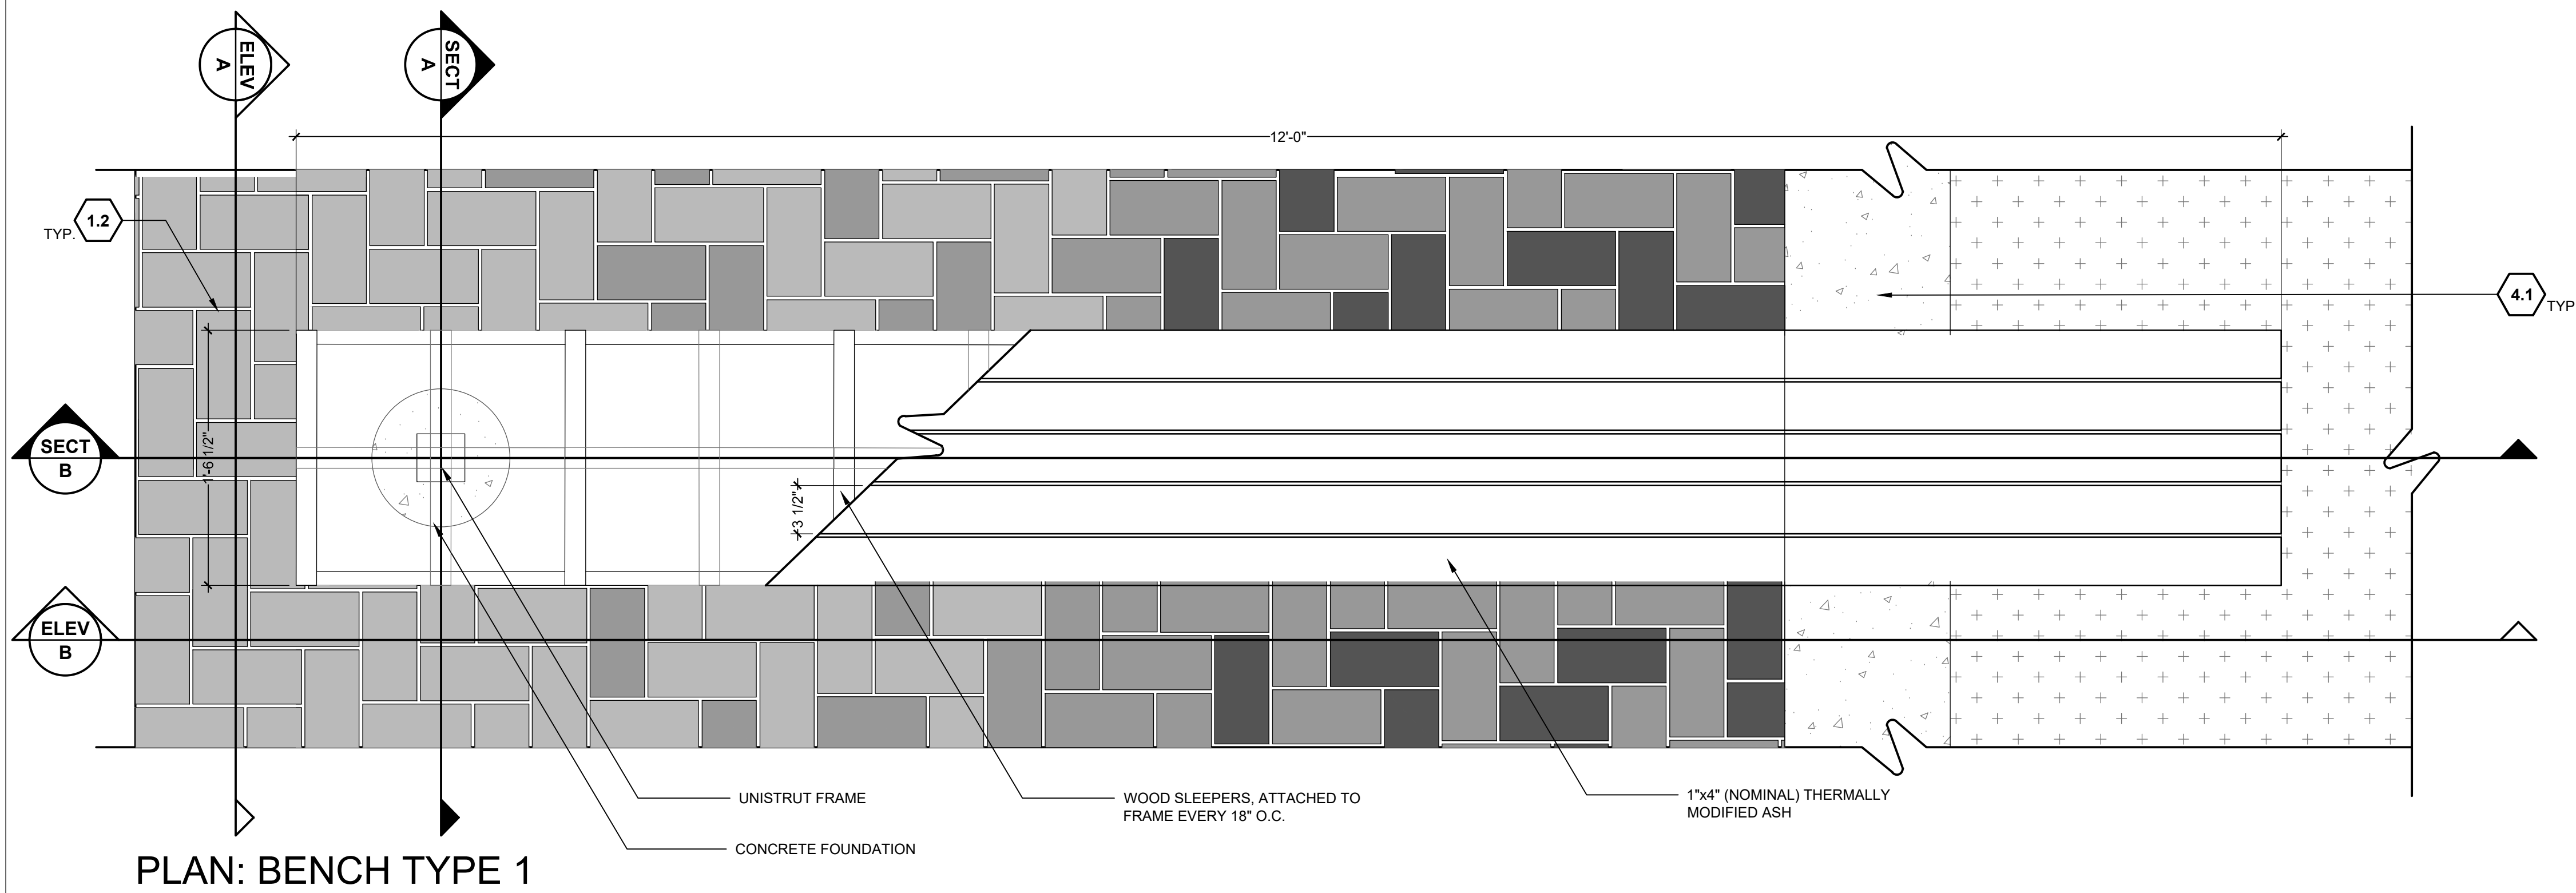 ELEV
A
SECT
A
12'-0"
1.2
TYP.
4.1
TYP
1'-6 1/2"
SECT
B
3 1/2"
ELEV
B
UNISTRUT FRAME
WOOD SLEEPERS, ATTACHED TO
FRAME EVERY 18" O.C.
1"x4" (NOMINAL) THERMALLY
MODIFIED ASH
CONCRETE FOUNDATION
PLAN: BENCH TYPE 1